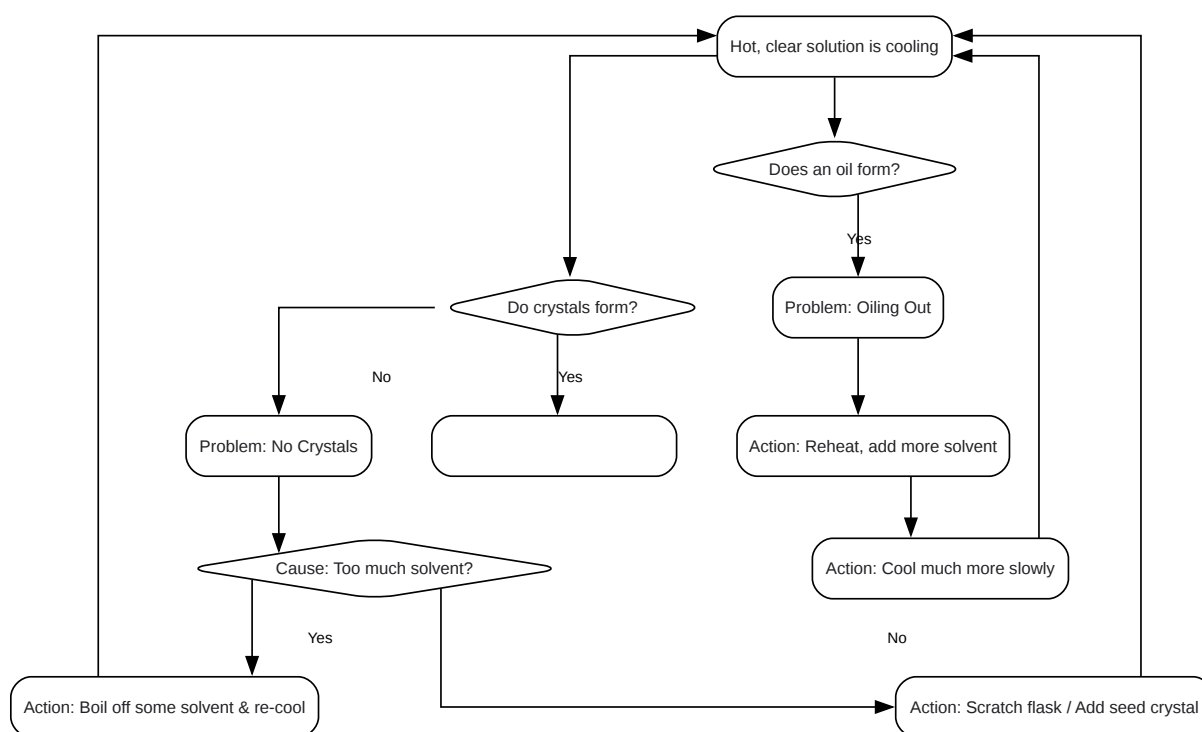 Hot, clear solution is cooling
Does an oil form?
Yes
Do crystals form?
Problem: Oiling Out
No
Yes
Problem: No Crystals
Action: Reheat, add more solvent
Cause: Too much solvent?
Action: Cool much more slowly
Yes
No
Action: Boil off some solvent & re-cool
Action: Scratch flask / Add seed crystal